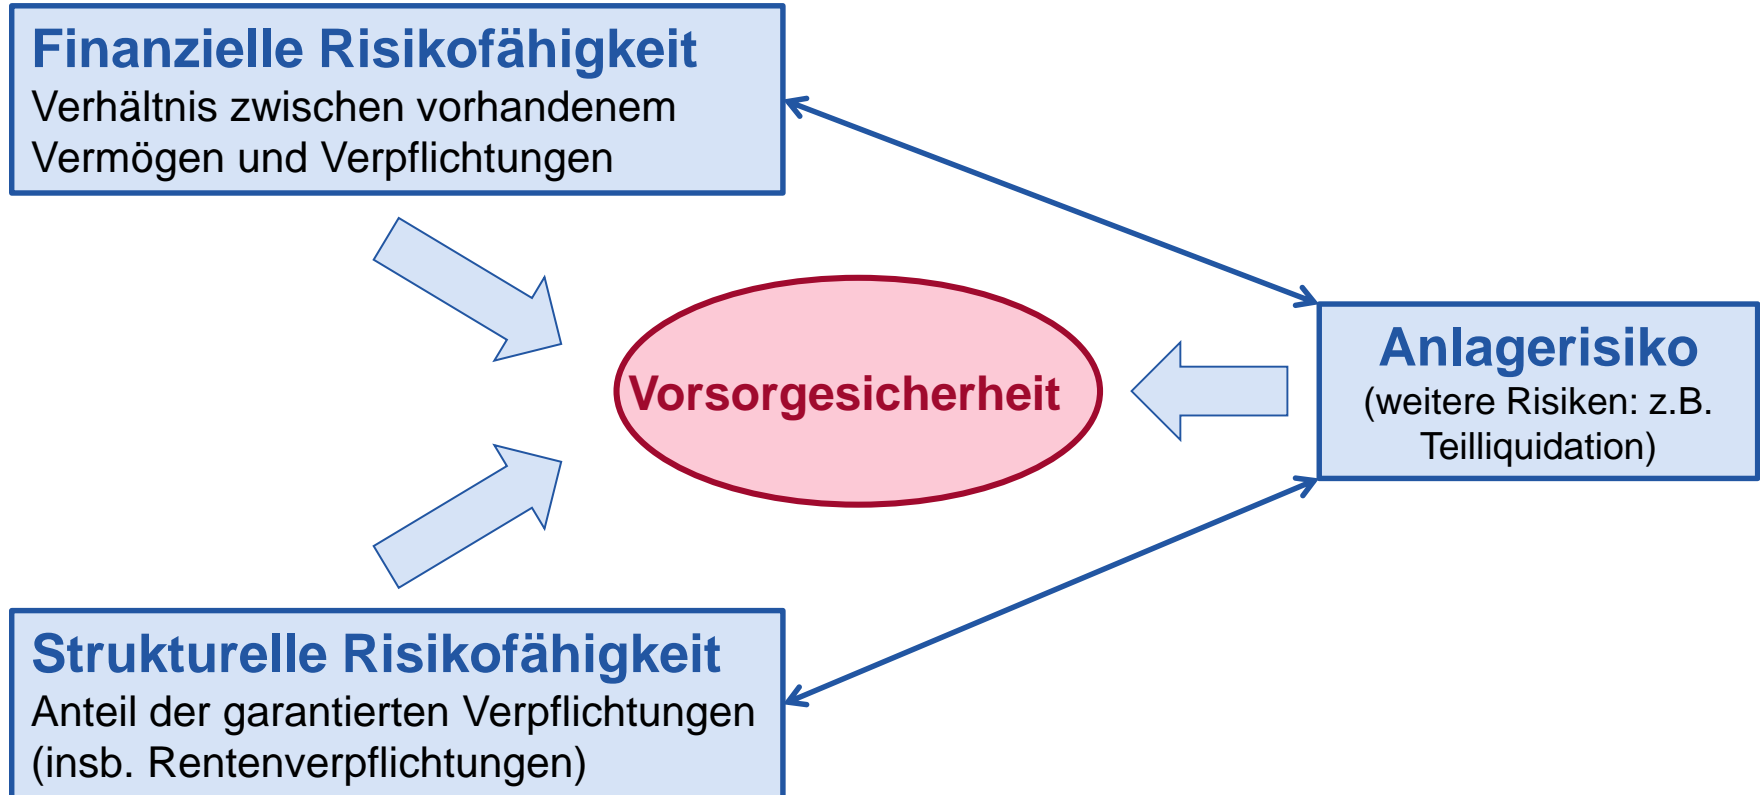 Finanzielle Risikofähigkeit
Verhältnis zwischen vorhandenem
Vermögen und Verpflichtungen
Vorsorgesicherheit
Anlagerisiko
(weitere Risiken: z.B.
Teilliquidation)
Strukturelle Risikofähigkeit
Anteil der garantierten Verpflichtungen
(insb. Rentenverpflichtungen)